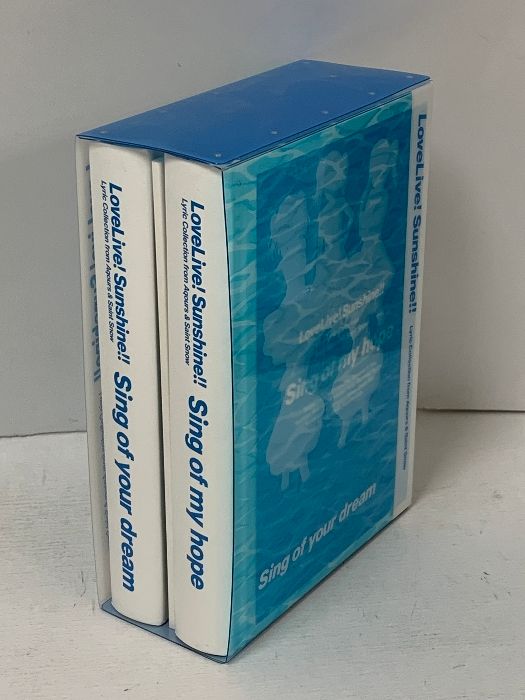 LoveLive! Sunshine!!
Lyric Collection from Aqours & Saint Snow
Sing of your dream
LoveLive! Sunshine!!
Lyric Collection from Aqours & Saint Snow
Sing of my hope
LoveLive! Sunshine!!
Sing of my hope
Sing of your dream
LoveLive! Sunshine!!
Lyric Collection from Aqours & Saint Snow